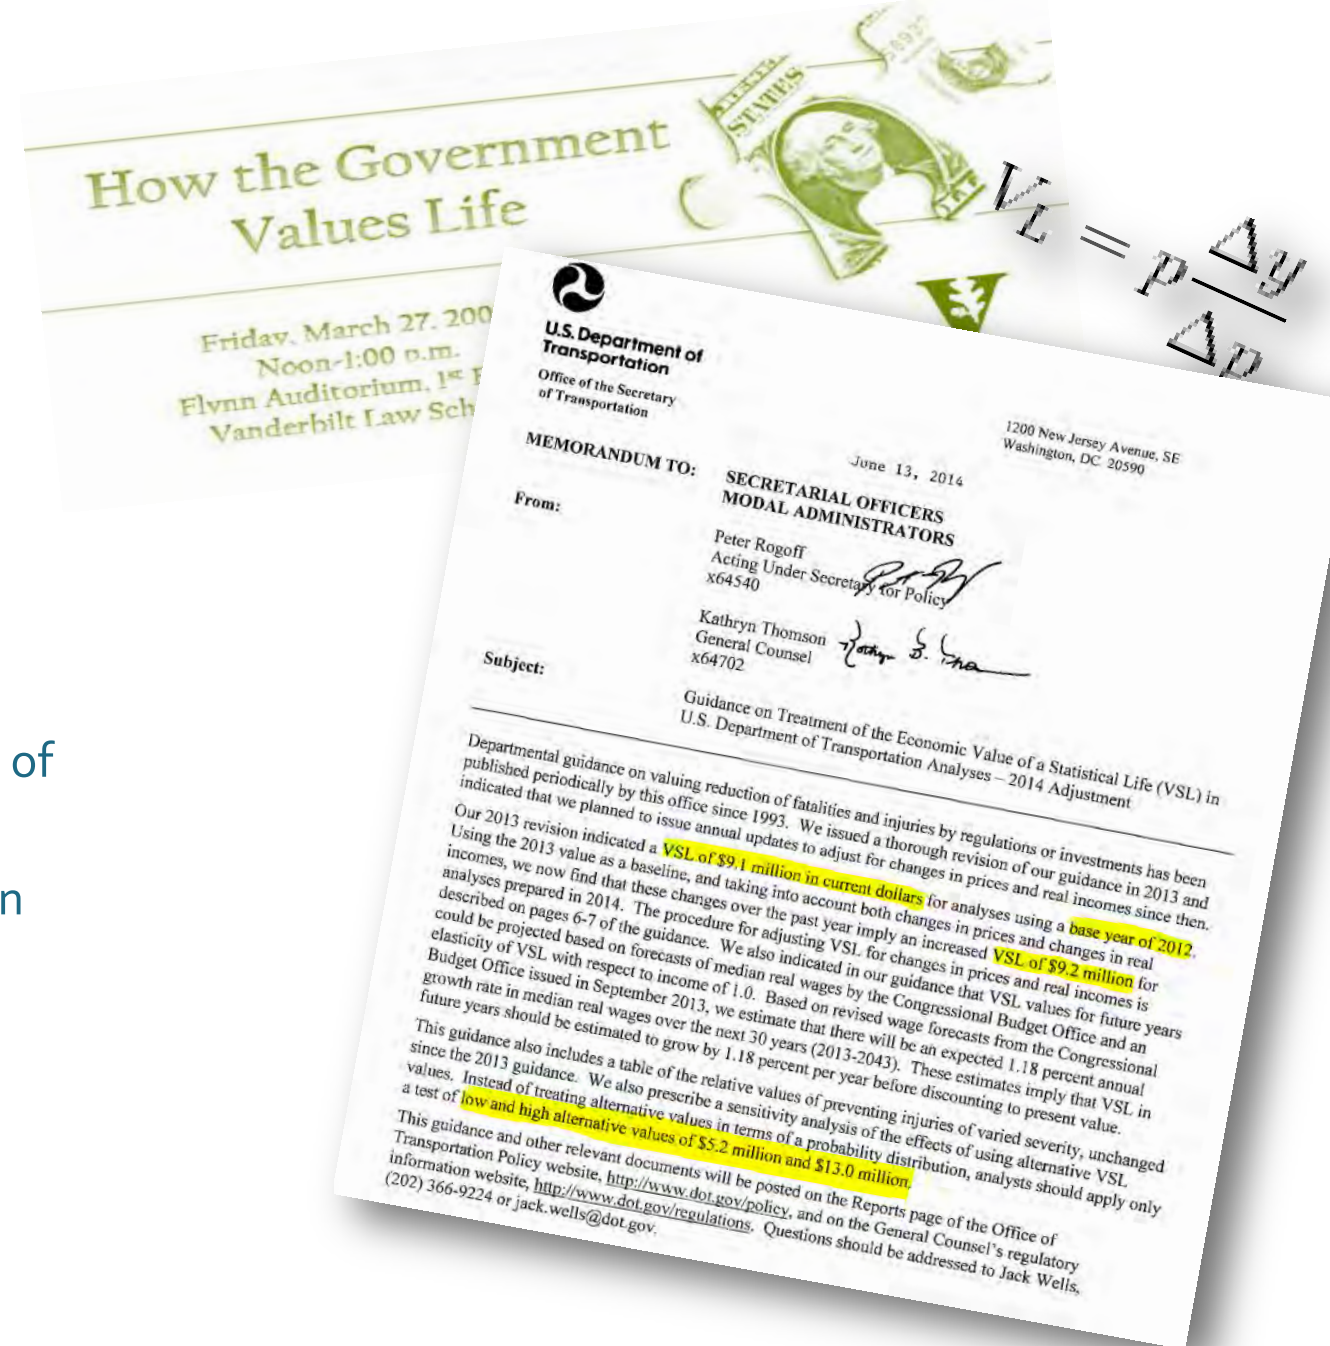 STATES
How the Government
Values Life
Friday, March 27, 200
Noon-1:00 p.m.
Flynn Auditorium, 1st
Vanderbilt Law Sch
V
V_L = p Δy
Δp
U.S. Department of
Transportation
Office of the Secretary
of Transportation
1200 New Jersey Avenue, SE
Washington, DC 20590
June 13, 2014
MEMORANDUM TO:
SECRETARIAL OFFICERS
MODAL ADMINISTRATORS
From:
Peter Rogoff
Acting Under Secretary for Policy
x64540
Kathryn Thomson
General Counsel
x64702
Subject:
Guidance on Treatment of the Economic Value of a Statistical Life (VSL) in
U.S. Department of Transportation Analyses – 2014 Adjustment
Departmental guidance on valuing reduction of fatalities and injuries by regulations or investments has been
published periodically by this office since 1993. We issued a thorough revision of our guidance in 2013 and
indicated that we planned to issue annual updates to adjust for changes in prices and real incomes since then.
Our 2013 revision indicated a VSL of $9.1 million in current dollars for analyses using a base year of 2012.
Using the 2013 value as a baseline, and taking into account both changes in prices and changes in real
incomes, we now find that these changes over the past year imply an increased VSL of $9.2 million for
analyses prepared in 2014. The procedure for adjusting VSL for changes in prices and real incomes is
described on pages 6-7 of the guidance. We also indicated in our guidance that VSL values for future years
could be projected based on forecasts of median real wages by the Congressional Budget Office and an
elasticity of VSL with respect to income of 1.0. Based on revised wage forecasts from the Congressional
Budget Office issued in September 2013, we estimate that there will be an expected 1.18 percent annual
growth rate in median real wages over the next 30 years (2013-2043). These estimates imply that VSL in
future years should be estimated to grow by 1.18 percent per year before discounting to present value.
This guidance also includes a table of the relative values of preventing injuries of varied severity, unchanged
since the 2013 guidance. We also prescribe a sensitivity analysis of the effects of using alternative VSL
values. Instead of treating alternative values in terms of a probability distribution, analysts should apply only
a test of low and high alternative values of $5.2 million and $13.0 million.
This guidance and other relevant documents will be posted on the Reports page of the Office of
Transportation Policy website, http://www.dot.gov/policy, and on the General Counsel's regulatory
information website, http://www.dot.gov/regulations. Questions should be addressed to Jack Wells,
(202) 366-9224 or jack.wells@dot.gov.
of
n